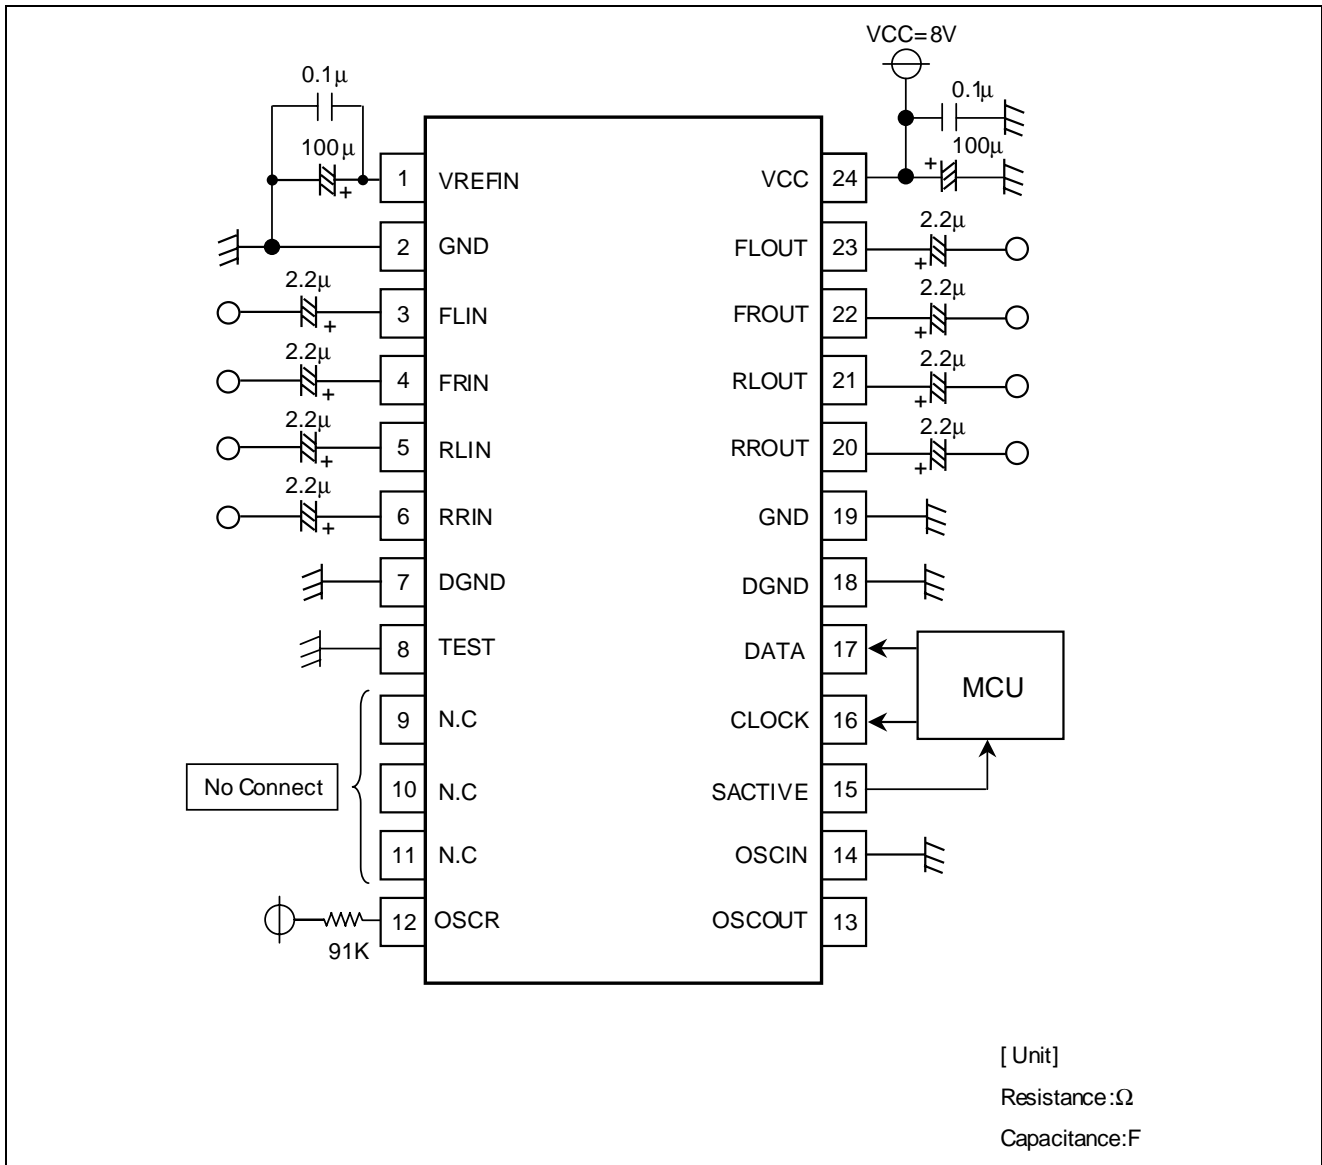 VCC=8V
0.1μ
100μ
0.1μ
100μ
1 VREFIN
VCC 24
2 GND
FLOUT 23
2.2μ
2.2μ
3 FLIN
FROUT 22
2.2μ
2.2μ
4 FRIN
RLOUT 21
2.2μ
2.2μ
5 RLIN
RROUT 20
2.2μ
2.2μ
6 RRIN
GND 19
7 DGND
DGND 18
8 TEST
DATA 17
MCU
9 N.C
CLOCK 16
No Connect
10 N.C
SACTIVE 15
11 N.C
OSCIN 14
12 OSCR
91K
OSCOUT 13
[Unit]
Resistance:Ω
Capacitance:F